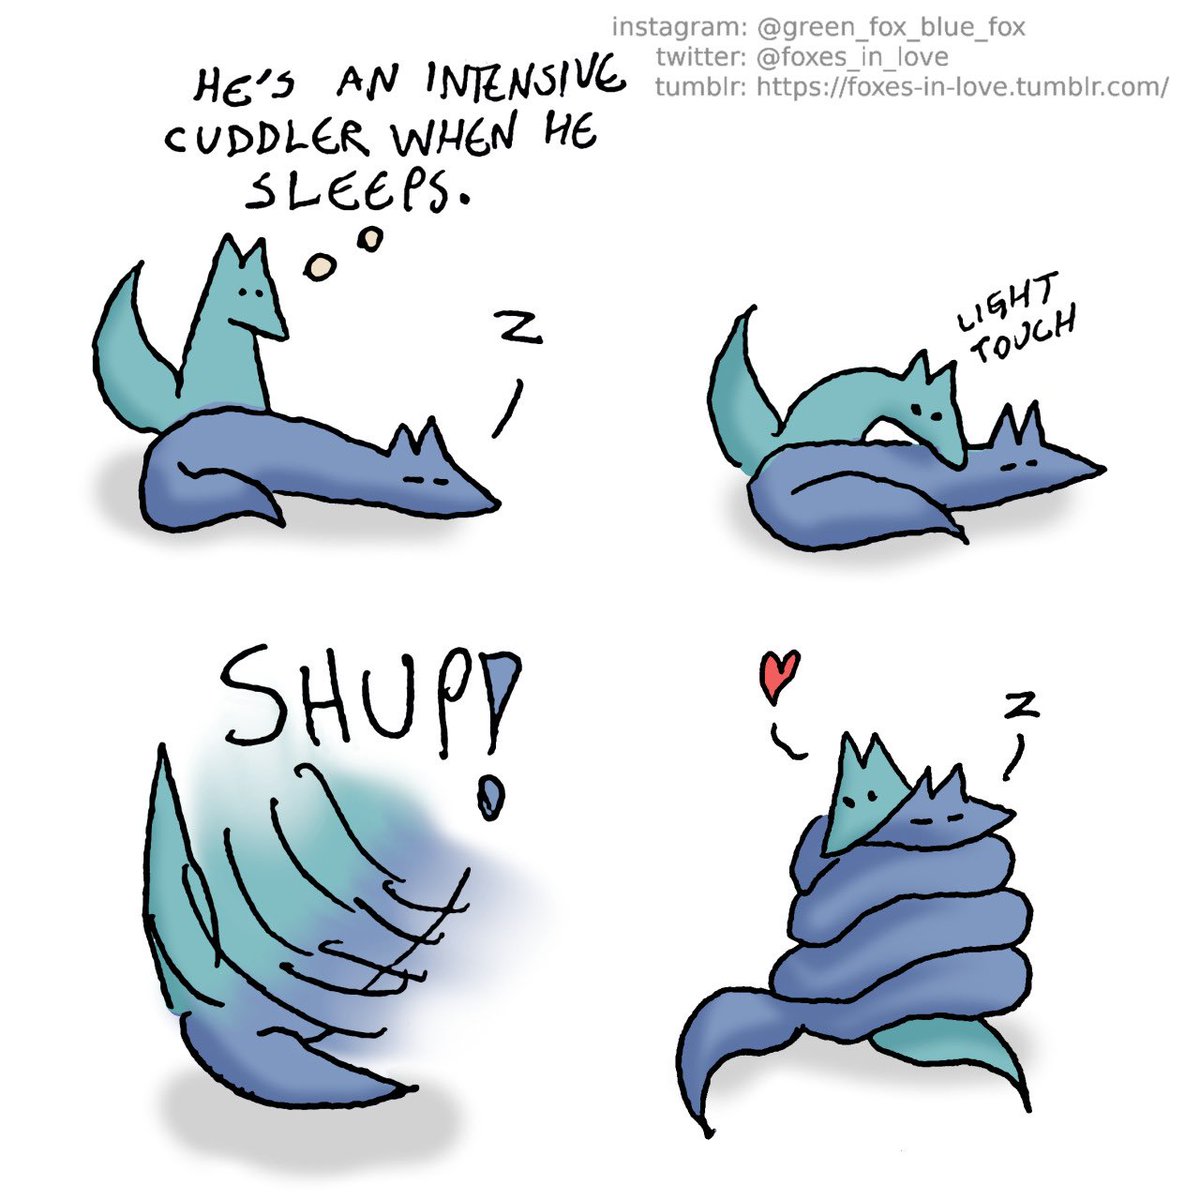 instagram: @green_fox_blue_fox
twitter: @foxes_in_love
tumblr: https://foxes-in-love.tumblr.com/
HE'S AN INTENSIVE
CUDDLER WHEN HE
SLEEPS.
Z
LIGHT
TOUCH
SHUP!
Z